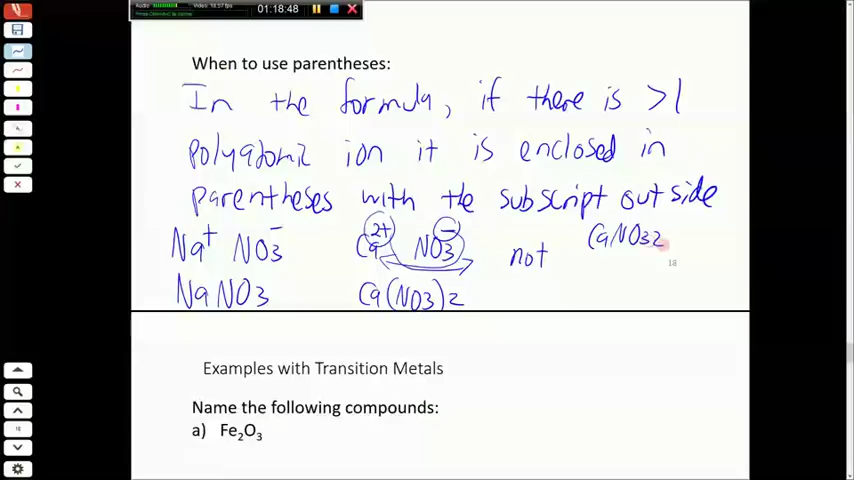 01:18:48
When to use parentheses:
In the formula, if there is >1
polyatomic ion it is enclosed in
parentheses with the subscript outside
Na⁺ NO₃⁻ Ca²⁺ NO₃⁻ not CaNO₃₂
18
NaNO₃ Ca(NO₃)₂
Examples with Transition Metals
Name the following compounds:
a) Fe₂O₃